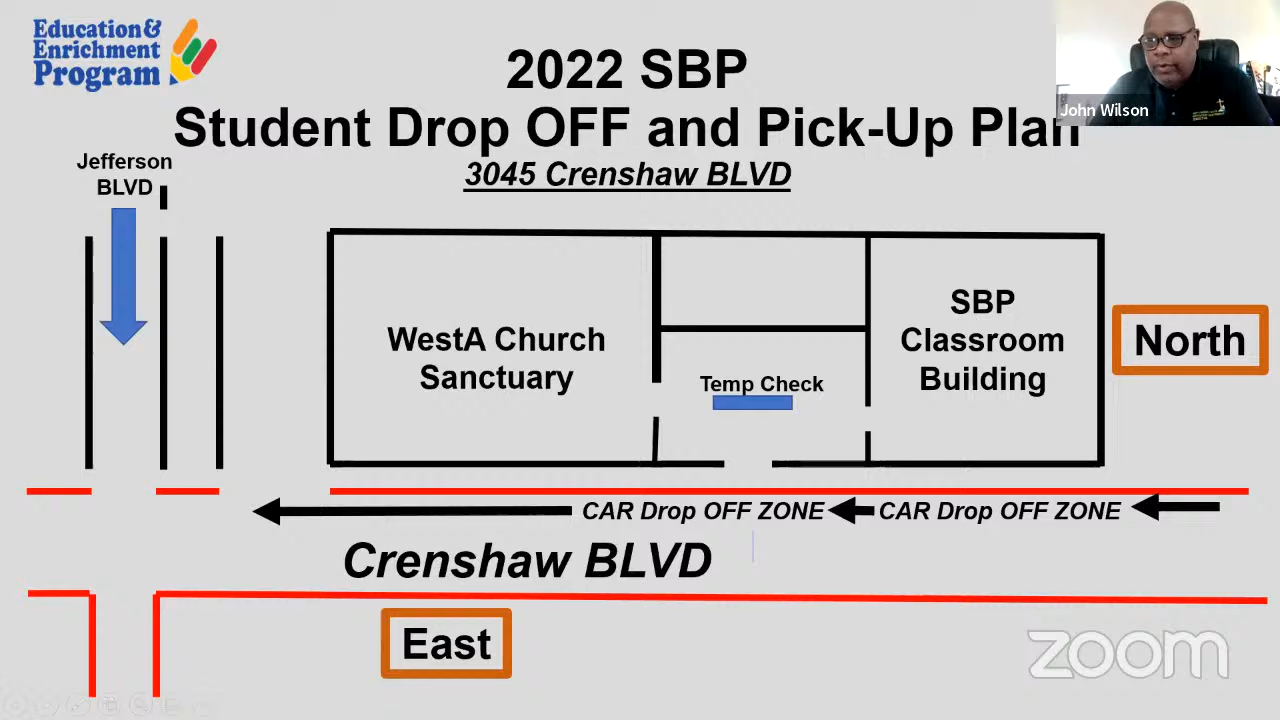 Education&
Enrichment
Program
2022 SBP
Student Drop OFF and Pick-Up Plan
3045 Crenshaw BLVD
John Wilson
Jefferson
BLVD
WestA Church
Sanctuary
Temp Check
SBP
Classroom
Building
North
CAR Drop OFF ZONE
CAR Drop OFF ZONE
Crenshaw BLVD
East
zoom